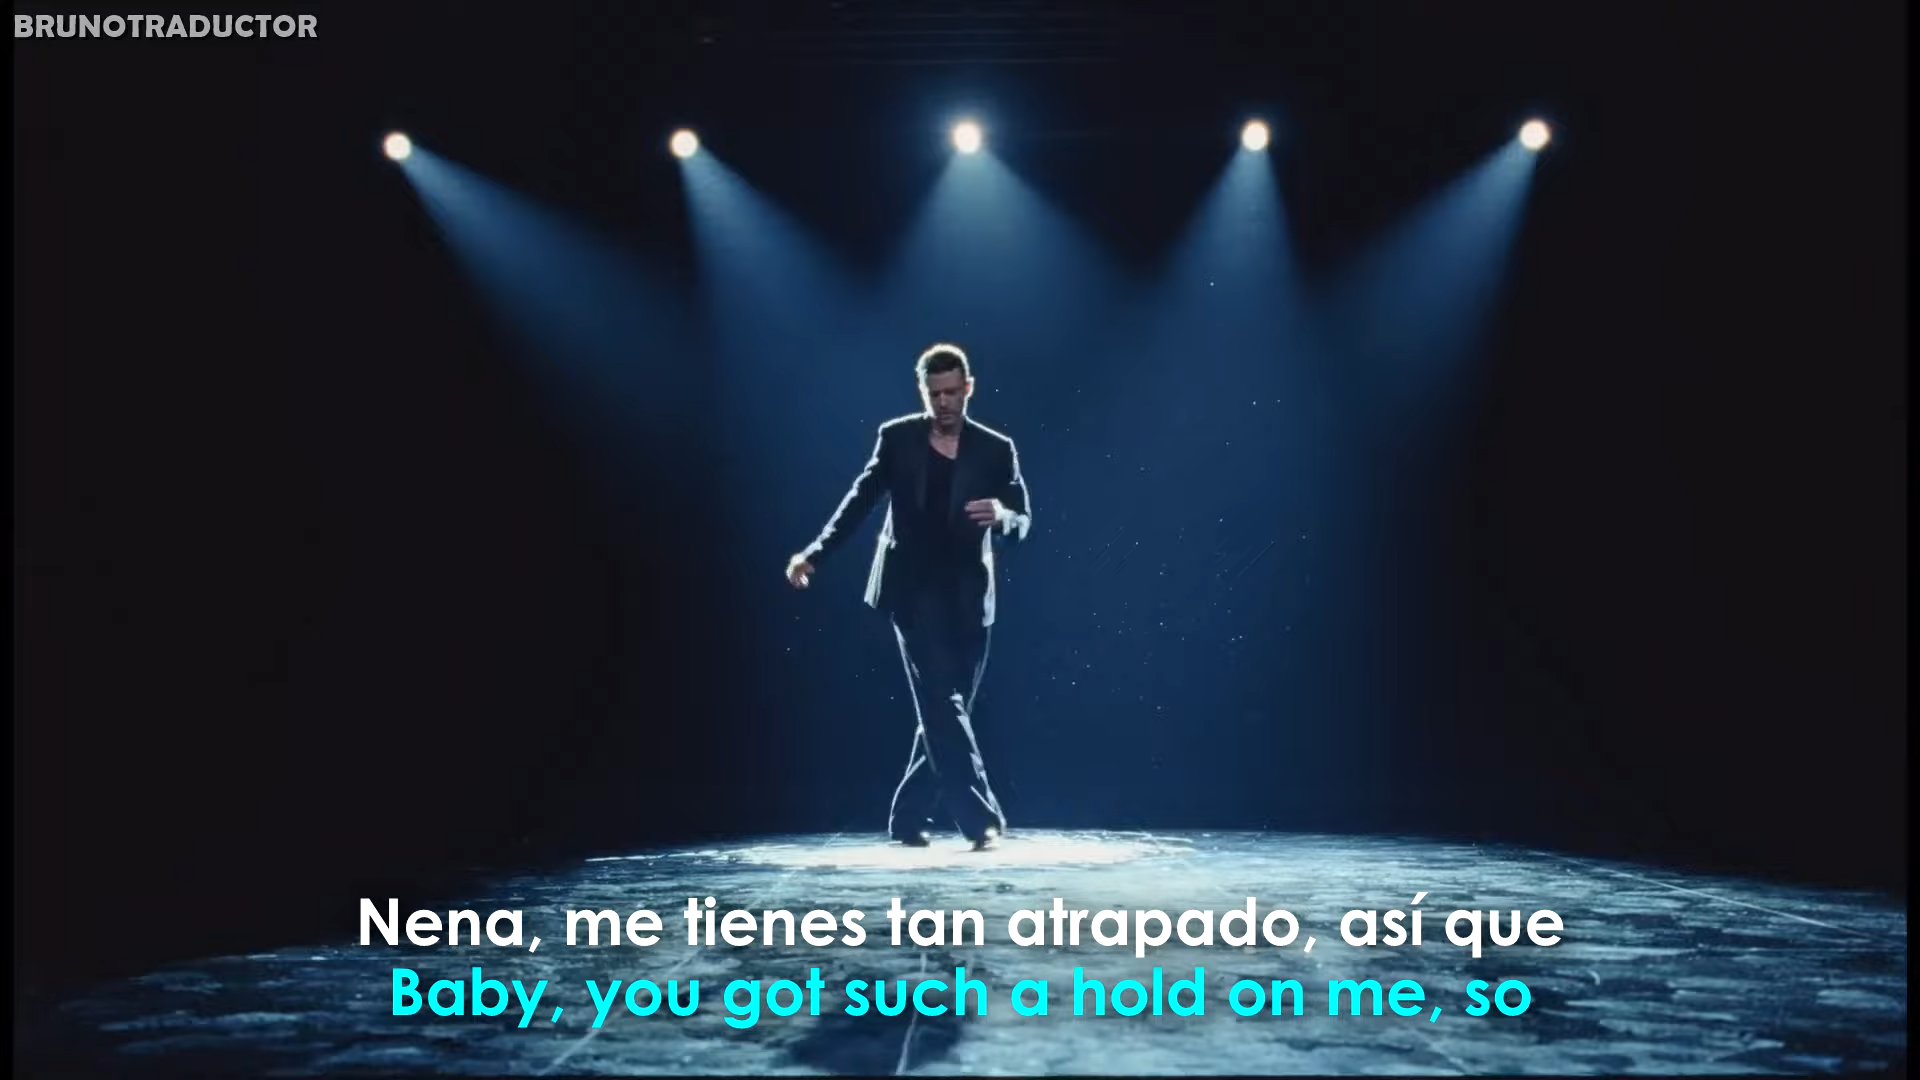 BRUNOTRADUCTOR
Nena, me tienes tan atrapado, así que
Baby, you got such a hold on me, so